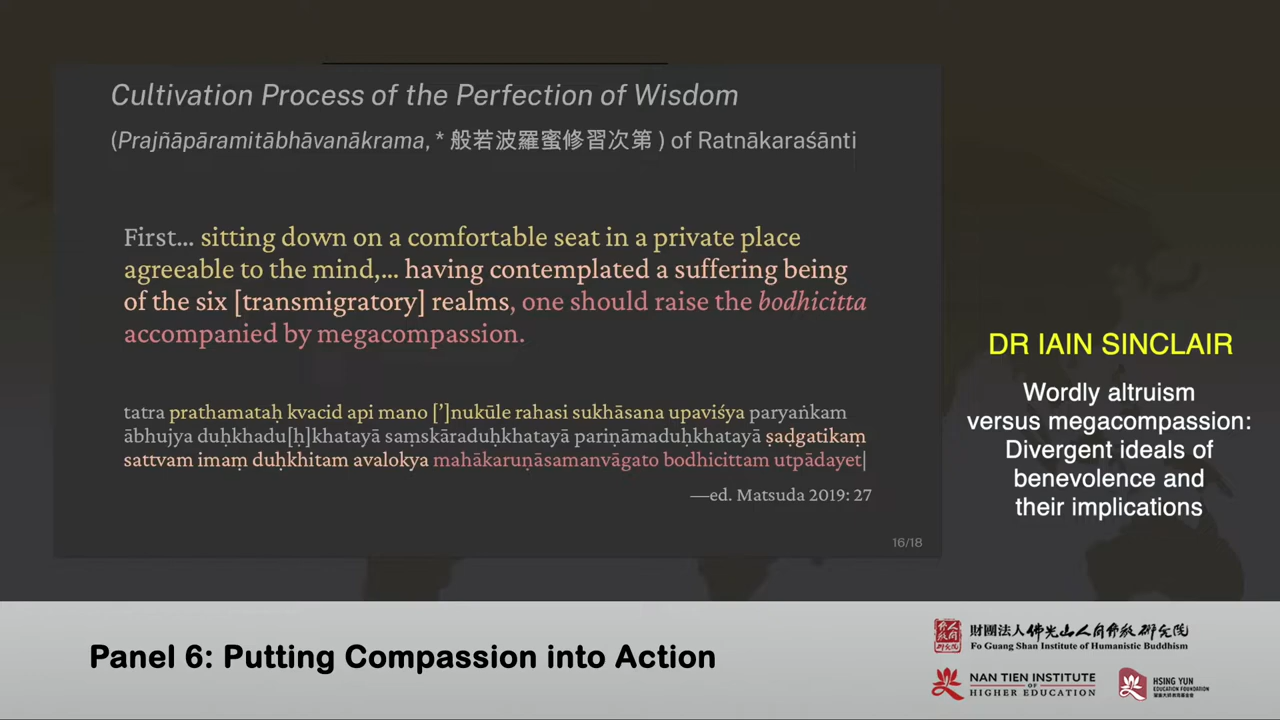 Cultivation Process of the Perfection of Wisdom
(Prajñāpāramitābhāvanākrama, * 般若波羅蜜修習次第 ) of Ratnākaraśānti
First... sitting down on a comfortable seat in a private place
agreeable to the mind,... having contemplated a suffering being
of the six [transmigratory] realms, one should raise the bodhicitta
accompanied by megacompassion.
tatra prathamataḥ kvacid api mano [’]nukūle rahasi sukhāsana upaviśya paryaṅkam
ābhujya duḥkhadu[ḥ]khatayā saṃskāraduḥkhatayā pariṇāmaduḥkhatayā ṣaḍgatikaṃ
sattvam imaṃ duḥkhitam avalokya mahākaruṇāsamanvāgato bodhicittam utpādayet|
—ed. Matsuda 2019: 27
16/18
DR IAIN SINCLAIR
Wordly altruism
versus megacompassion:
Divergent ideals of
benevolence and
their implications
Panel 6: Putting Compassion into Action
財團法人佛光山人間佛教研究院
Fo Guang Shan Institute of Humanistic Buddhism
NAN TIEN INSTITUTE
OF
HIGHER EDUCATION
HSING YUN
EDUCATION FOUNDATION